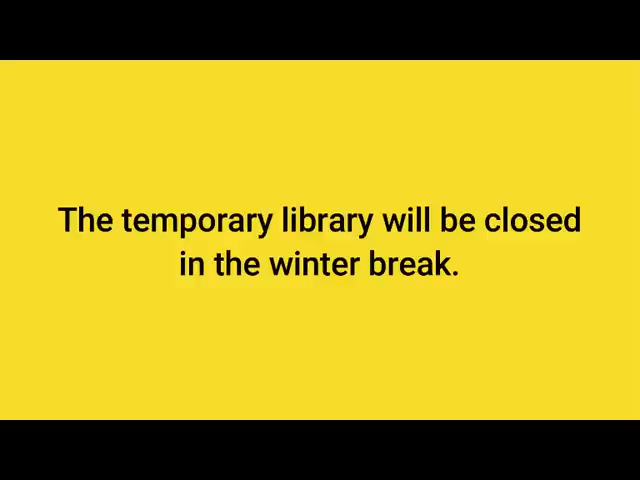 The temporary library will be closed
in the winter break.